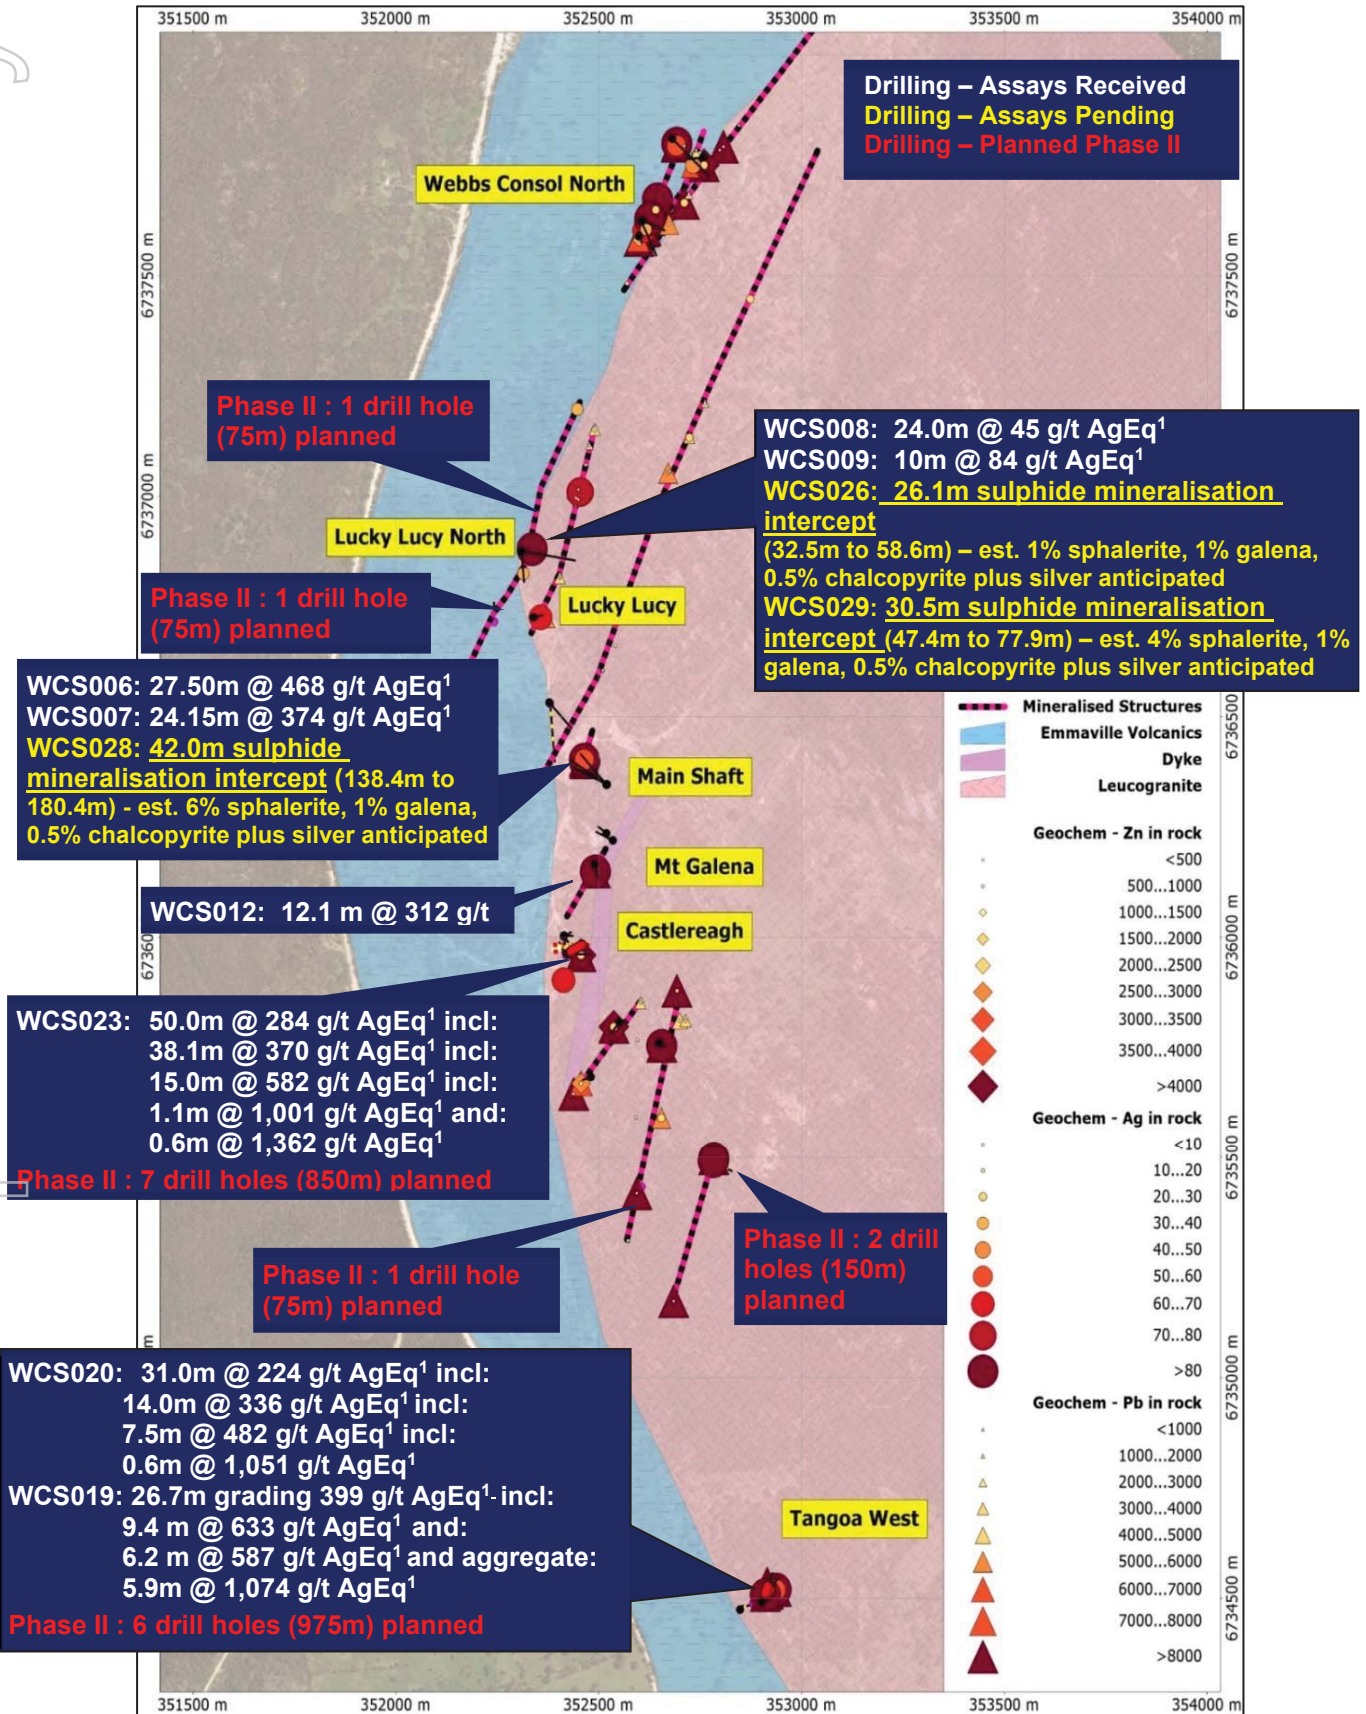 351500 m 352000 m 352500 m 353000 m 353500 m 354000 m
Drilling – Assays Received
Drilling – Assays Pending
Drilling – Planned Phase II
Webbs Consol North
6737500 m
6737500 m
Phase II : 1 drill hole
(75m) planned
WCS008: 24.0m @ 45 g/t AgEq¹
WCS009: 10m @ 84 g/t AgEq¹
WCS026: 26.1m sulphide mineralisation
intercept
(32.5m to 58.6m) – est. 1% sphalerite, 1% galena,
0.5% chalcopyrite plus silver anticipated
WCS029: 30.5m sulphide mineralisation
intercept (47.4m to 77.9m) – est. 4% sphalerite, 1%
galena, 0.5% chalcopyrite plus silver anticipated
6737000 m
Lucky Lucy North
Phase II : 1 drill hole
(75m) planned
Lucky Lucy
WCS006: 27.50m @ 468 g/t AgEq¹
WCS007: 24.15m @ 374 g/t AgEq¹
WCS028: 42.0m sulphide
mineralisation intercept (138.4m to
180.4m) - est. 6% sphalerite, 1% galena,
0.5% chalcopyrite plus silver anticipated
Main Shaft
Mt Galena
WCS012: 12.1 m @ 312 g/t
Castlereagh
67360
WCS023: 50.0m @ 284 g/t AgEq¹ incl:
38.1m @ 370 g/t AgEq¹ incl:
15.0m @ 582 g/t AgEq¹ incl:
1.1m @ 1,001 g/t AgEq¹ and:
0.6m @ 1,362 g/t AgEq¹
Phase II : 7 drill holes (850m) planned
Phase II : 1 drill hole
(75m) planned
Phase II : 2 drill
holes (150m)
planned
m
WCS020: 31.0m @ 224 g/t AgEq¹ incl:
14.0m @ 336 g/t AgEq¹ incl:
7.5m @ 482 g/t AgEq¹ incl:
0.6m @ 1,051 g/t AgEq¹
WCS019: 26.7m grading 399 g/t AgEq¹- incl:
9.4 m @ 633 g/t AgEq¹ and:
6.2 m @ 587 g/t AgEq¹ and aggregate:
5.9m @ 1,074 g/t AgEq¹
Phase II : 6 drill holes (975m) planned
Tangoa West
Mineralised Structures
Emmaville Volcanics
Dyke
Leucogranite
Geochem - Zn in rock
<500
500...1000
1000...1500
1500...2000
2000...2500
2500...3000
3000...3500
3500...4000
>4000
Geochem - Ag in rock
<10
10...20
20...30
30...40
40...50
50...60
60...70
70...80
>80
Geochem - Pb in rock
<1000
1000...2000
2000...3000
3000...4000
4000...5000
5000...6000
6000...7000
7000...8000
>8000
6736500
6736000 m
6735500 m
6735000 m
6734500 m
351500 m 352000 m 352500 m 353000 m 353500 m 354000 m